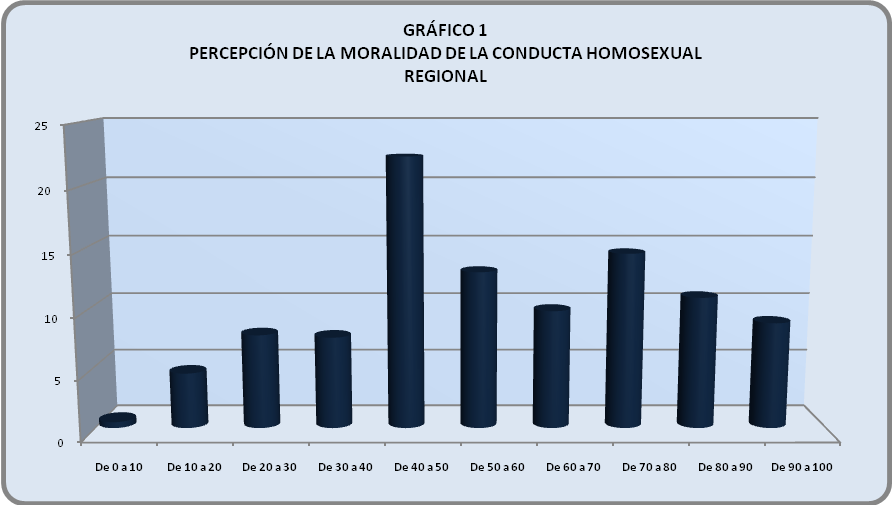 GRÁFICO 1
PERCEPCIÓN DE LA MORALIDAD DE LA CONDUCTA HOMOSEXUAL
REGIONAL
25
20
15
10
5
0
De 0 a 10 De 10 a 20 De 20 a 30 De 30 a 40 De 40 a 50 De 50 a 60 De 60 a 70 De 70 a 80 De 80 a 90 De 90 a 100